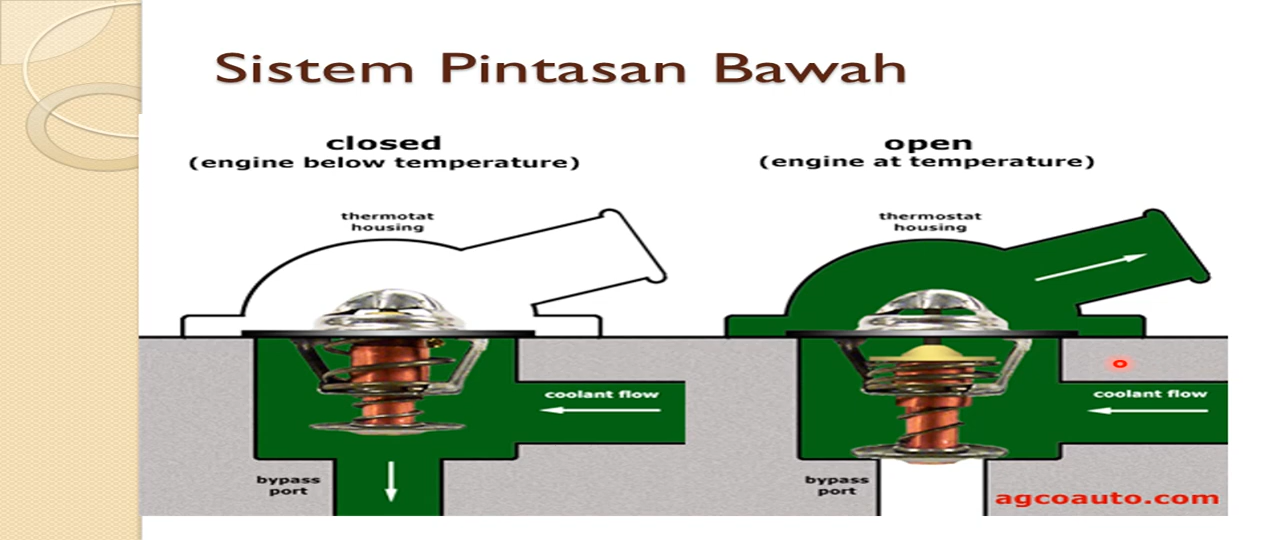 Sistem Pintasan Bawah
closed
(engine below temperature)
open
(engine at temperature)
thermotat
housing
thermostat
housing
coolant flow
coolant flow
bypass
port
bypass
port
agcoauto.com